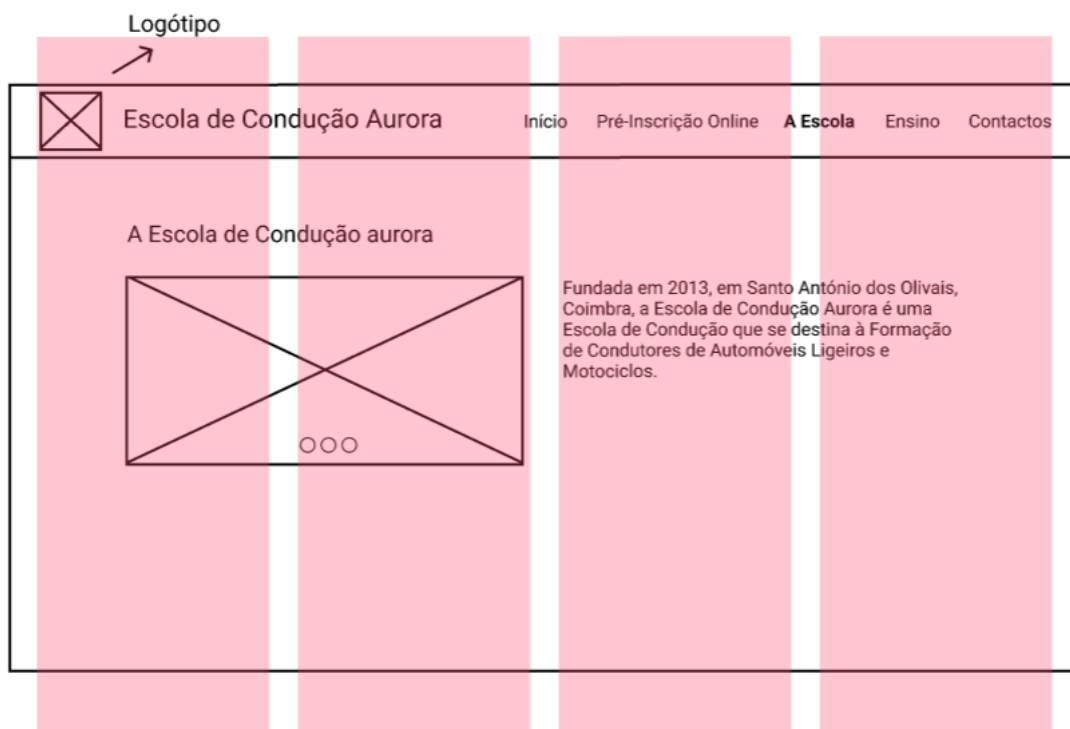 Logótipo
Escola de Condução Aurora
Início Pré-Inscrição Online A Escola Ensino Contactos
A Escola de Condução aurora
Fundada em 2013, em Santo António dos Olivais,
Coimbra, a Escola de Condução Aurora é uma
Escola de Condução que se destina à Formação
de Condutores de Automóveis Ligeiros e
Motociclos.